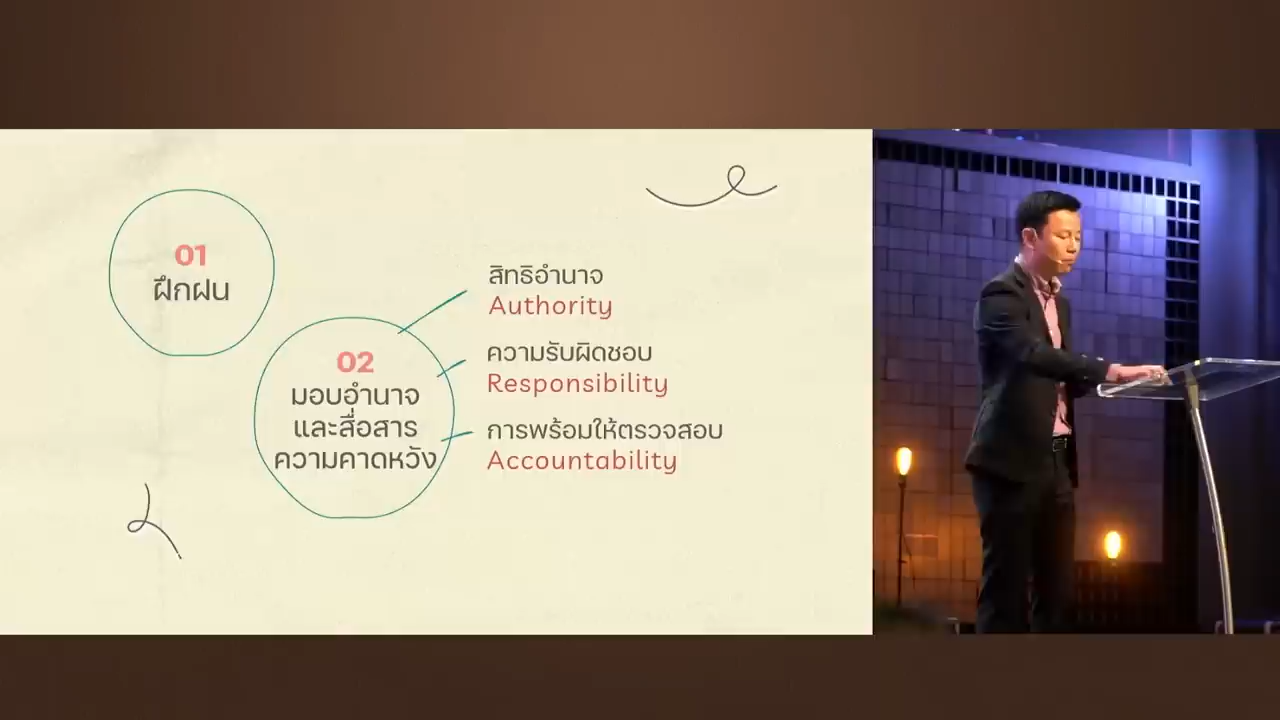 01
ฝึกฝน
02
มอบอำนาจ
และสื่อสาร
ความคาดหวัง
สิทธิอำนาจ
Authority
ความรับผิดชอบ
Responsibility
การพร้อมให้ตรวจสอบ
Accountability